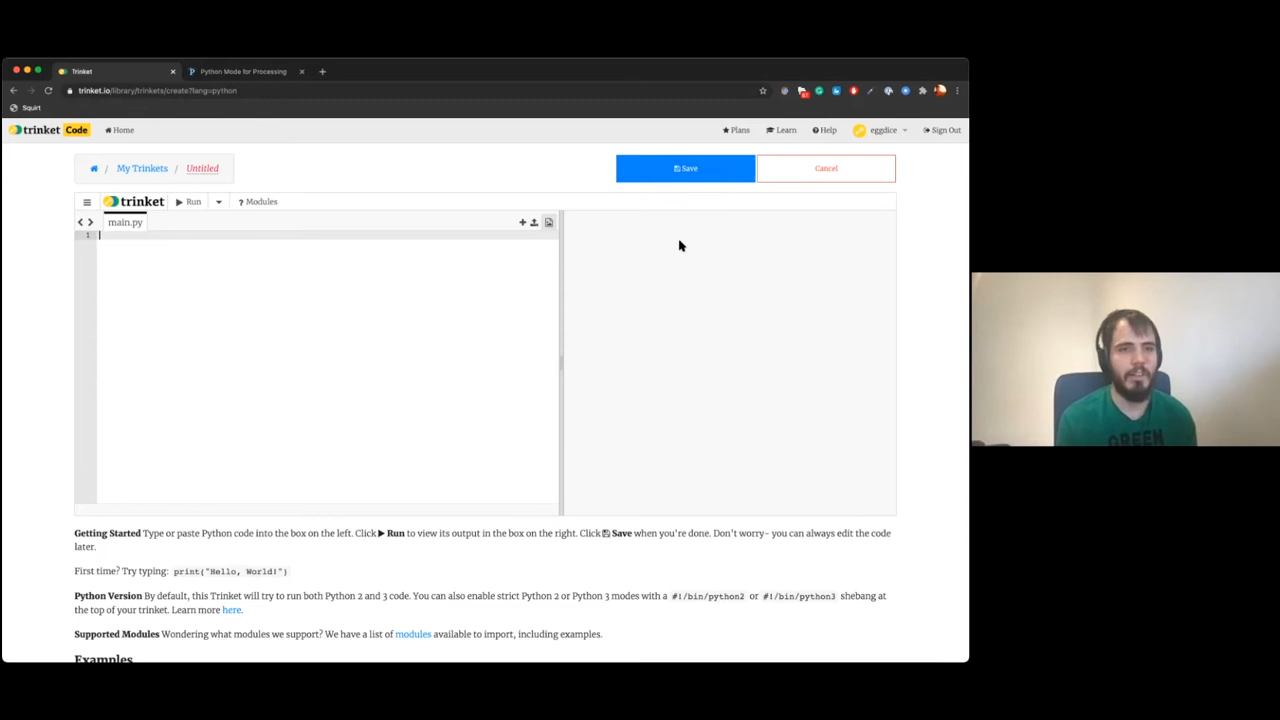 Trinket
Python Mode for Processing
trinket.io/library/trinkets/create?lang=python
Squirt
trinket Code Home Plans Learn Help eggdice Sign Out
/ My Trinkets / Untitled Save Cancel
trinket Run ? Modules
main.py
1
Getting Started Type or paste Python code into the box on the left. Click Run to view its output in the box on the right. Click Save when you're done. Don't worry- you can always edit the code
later.
First time? Try typing: print("Hello, World!")
Python Version By default, this Trinket will try to run both Python 2 and 3 code. You can also enable strict Python 2 or Python 3 modes with a #!/bin/python2 or #!/bin/python3 shebang at
the top of your trinket. Learn more here.
Supported Modules Wondering what modules we support? We have a list of modules available to import, including examples.
Examples
GREEN